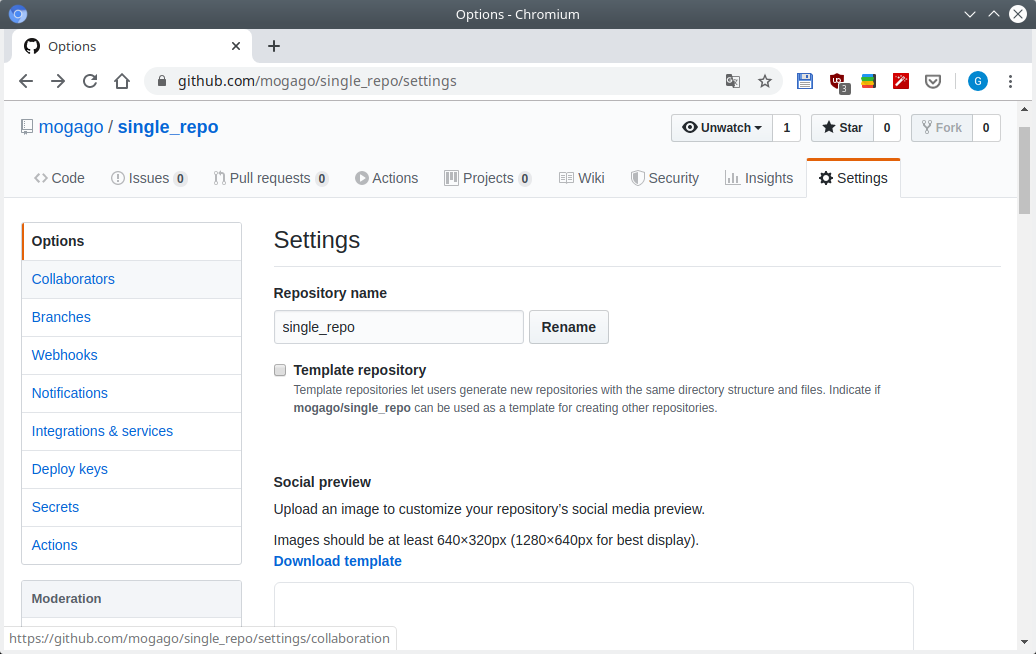 Options - Chromium
Options
github.com/mogago/single_repo/settings
3
G
mogago / single_repo
Unwatch 1
Star 0
Fork 0
Code
Issues 0
Pull requests 0
Actions
Projects 0
Wiki
Security
Insights
Settings
Options
Collaborators
Branches
Webhooks
Notifications
Integrations & services
Deploy keys
Secrets
Actions
Moderation
Settings
Repository name
single_repo
Rename
Template repository
Template repositories let users generate new repositories with the same directory structure and files. Indicate if
mogago/single_repo can be used as a template for creating other repositories.
Social preview
Upload an image to customize your repository’s social media preview.
Images should be at least 640×320px (1280×640px for best display).
Download template
https://github.com/mogago/single_repo/settings/collaboration